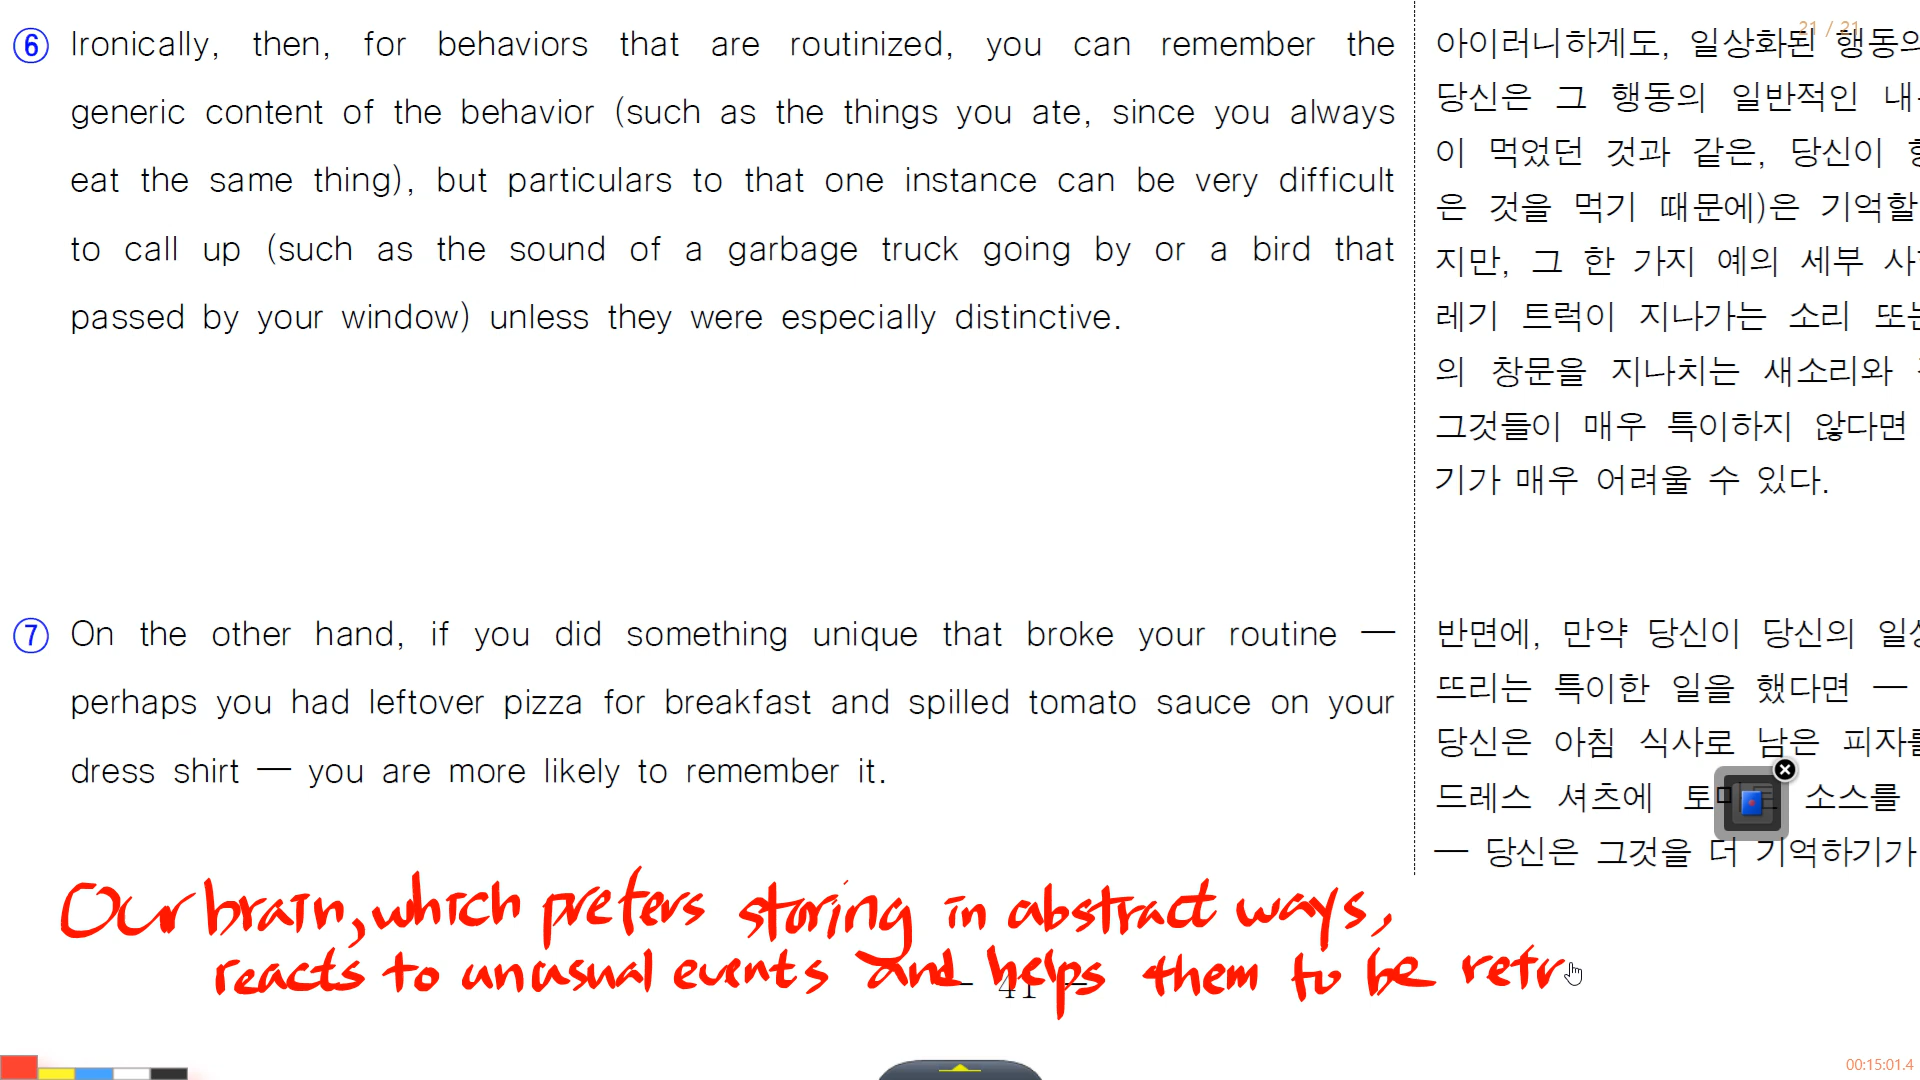 21 / 21
⑥ Ironically, then, for behaviors that are routinized, you can remember the
generic content of the behavior (such as the things you ate, since you always
eat the same thing), but particulars to that one instance can be very difficult
to call up (such as the sound of a garbage truck going by or a bird that
passed by your window) unless they were especially distinctive.
아이러니하게도, 일상화된 행동의
당신은 그 행동의 일반적인
이 먹었던 것과 같은, 당신이
은 것을 먹기 때문에)은 기억할
지만, 그 한 가지 예의 세부
레기 트럭이 지나가는 소리 또는
의 창문을 지나치는 새소리와
그것들이 매우 특이하지 않다면
기가 매우 어려울 수 있다.
⑦ On the other hand, if you did something unique that broke your routine —
perhaps you had leftover pizza for breakfast and spilled tomato sauce on your
dress shirt — you are more likely to remember it.
반면에, 만약 당신이 당신의
뜨리는 특이한 일을 했다면 —
당신은 아침 식사로 남은 피자를
드레스 셔츠에 소스를
— 당신은 그것을 더 기억하기가
Our brain, which prefers storing in abstract ways,
reacts to unusual events and helps them to be retr
- 41 -
00:15:01.4